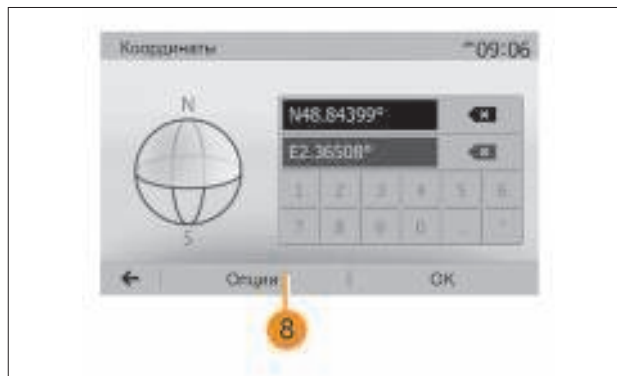 Координаты 09:06
N
S
N48.84399°
E2.36508°
1 2 3 4 5 6
7 8 9 0 . °
← Опции OK
8